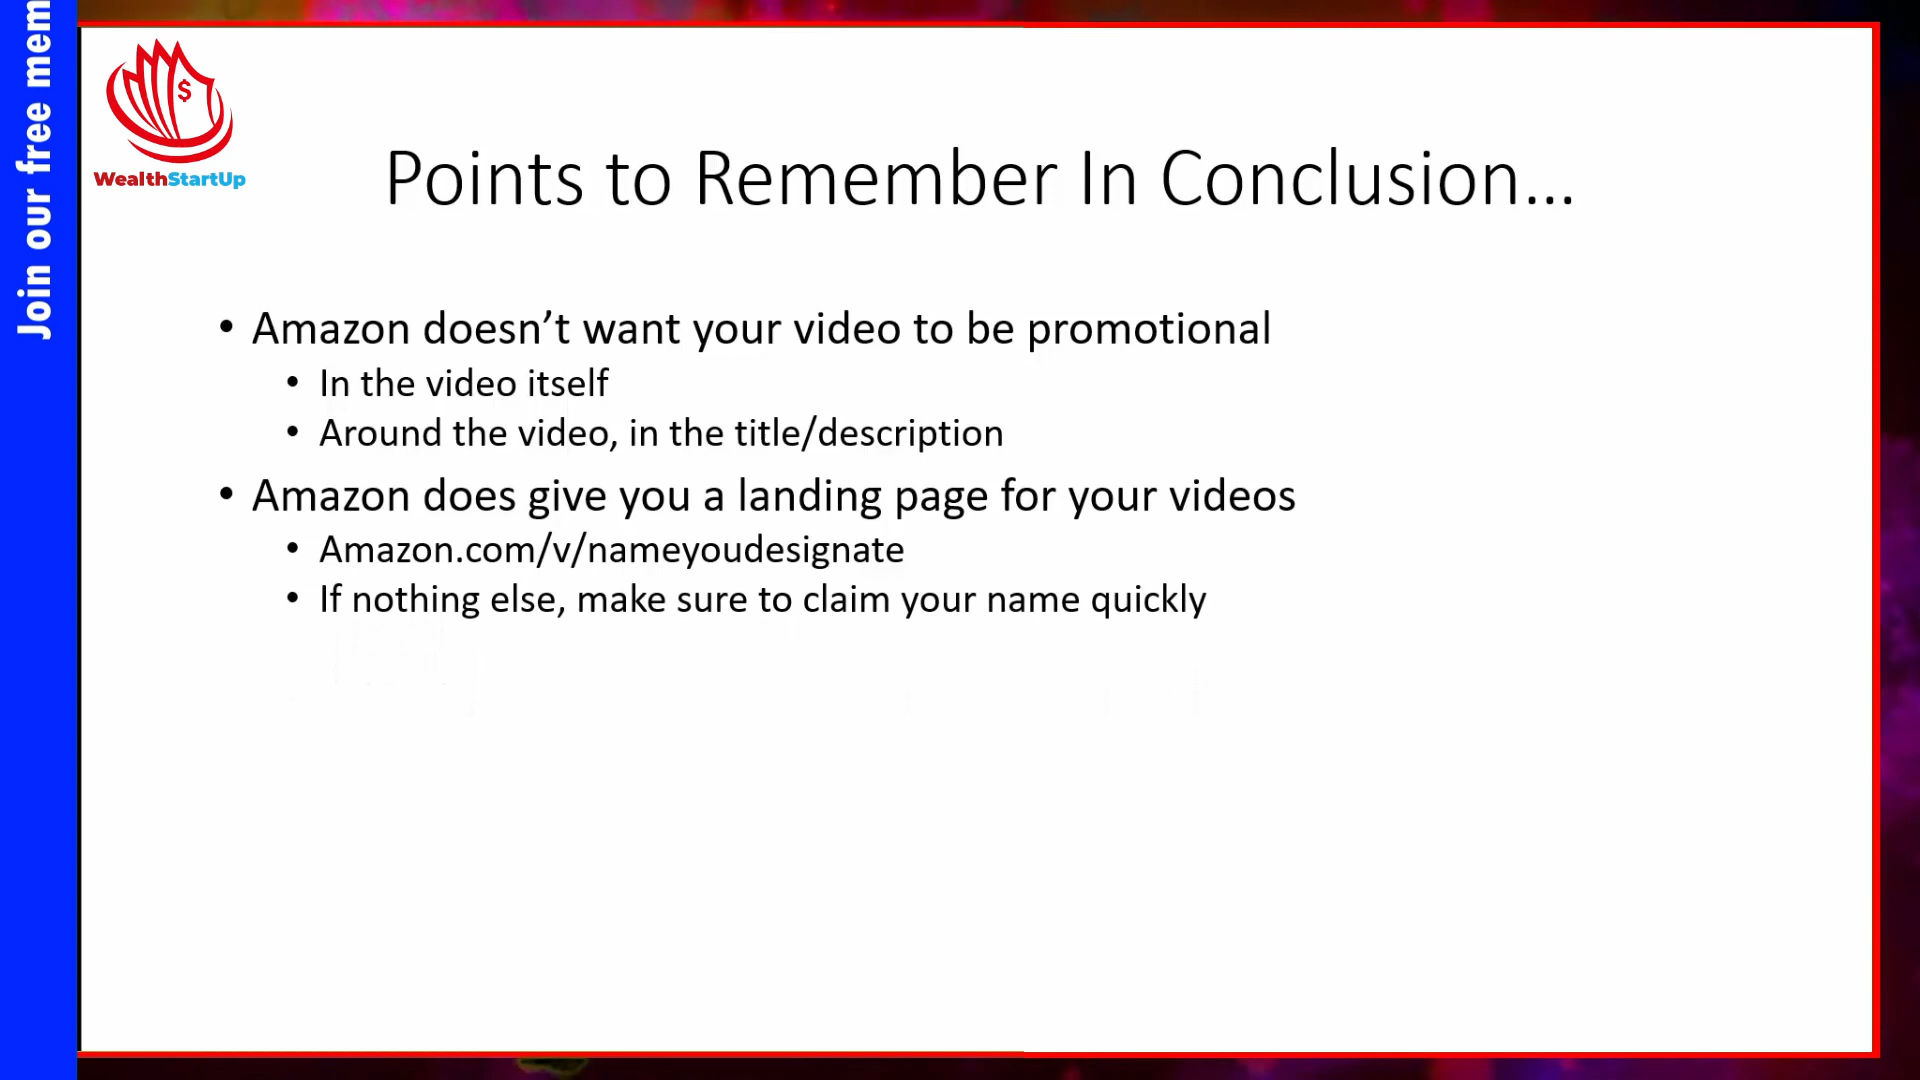 Join our free mem
$
WealthStartUp
Points to Remember In Conclusion...
• Amazon doesn’t want your video to be promotional
• In the video itself
• Around the video, in the title/description
• Amazon does give you a landing page for your videos
• Amazon.com/v/nameyoudesignate
• If nothing else, make sure to claim your name quickly